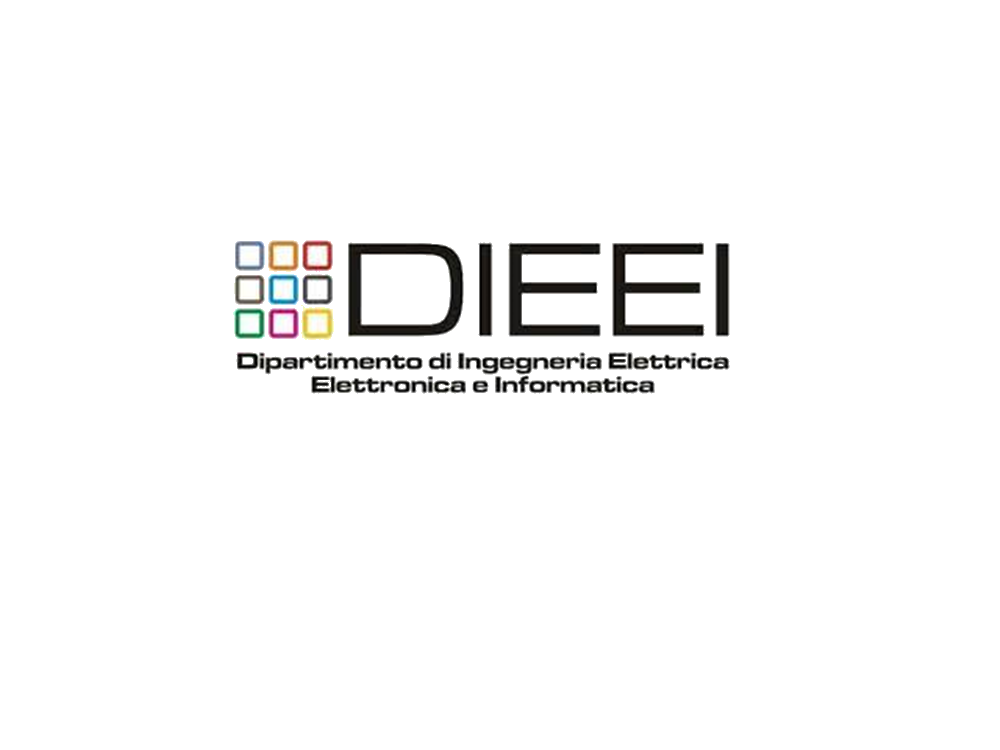 DIEEI
Dipartimento di Ingegneria Elettrica
Elettronica e Informatica